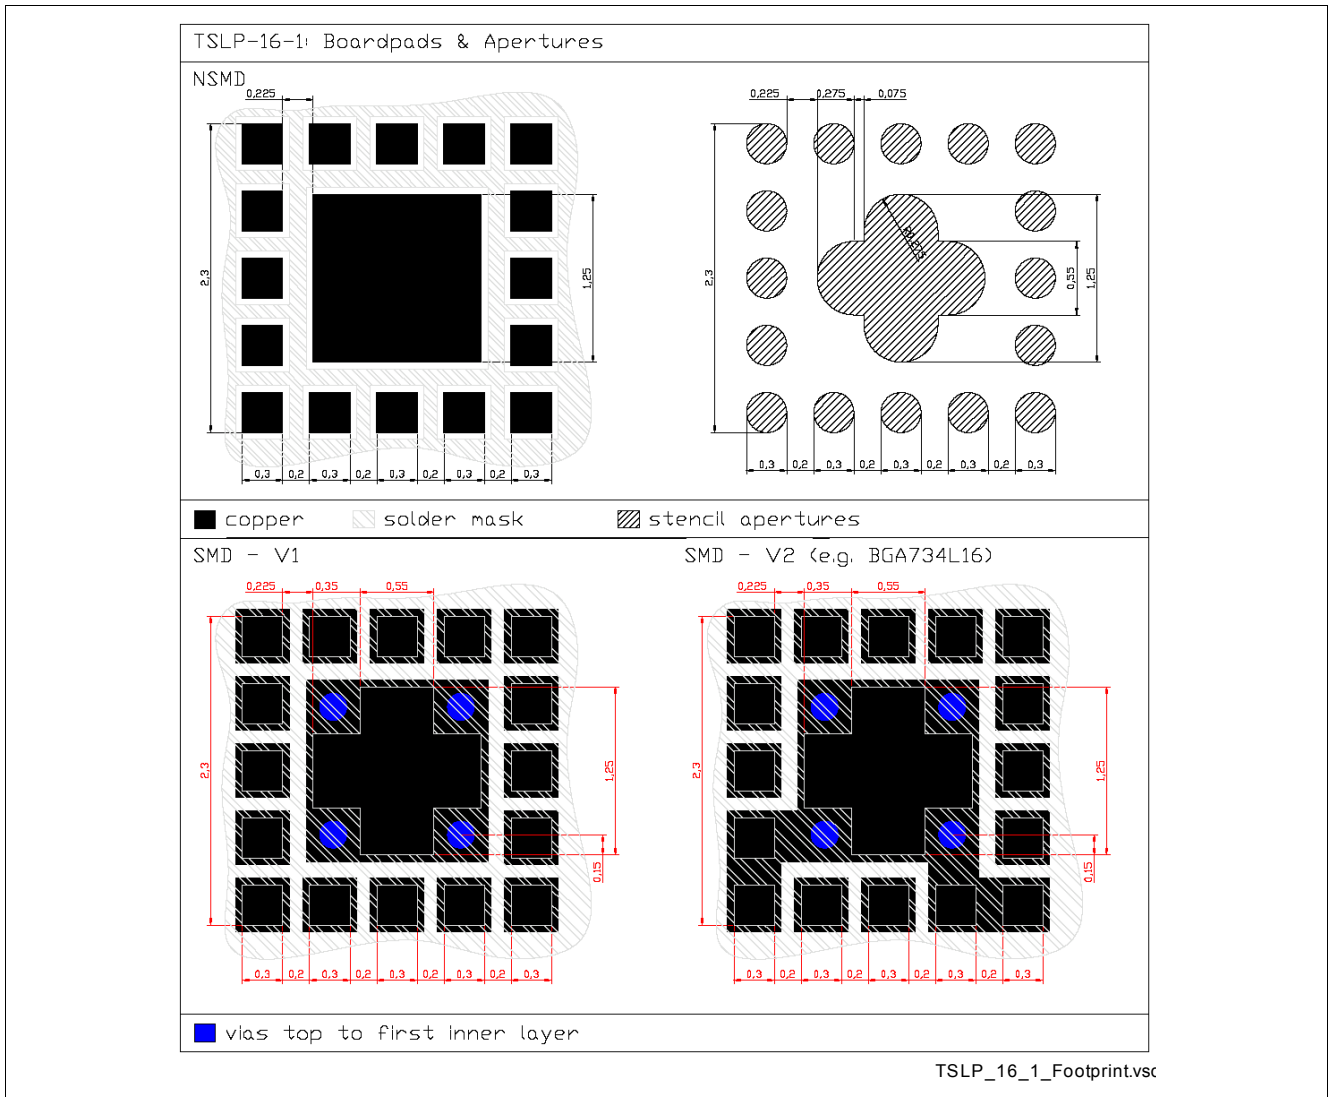 TSLP-16-1: Boardpads & Apertures
NSMD
0,225
2,3
1,25
0,3 0,2 0,3 0,2 0,3 0,2 0,3 0,2 0,3
0,225 0,275 0,075
R0,275
2,3
0,55
1,25
0,3 0,2 0,3 0,2 0,3 0,2 0,3 0,2 0,3
copper solder mask stencil apertures
SMD - V1
0,225 0,35 0,55
2,3
1,25
0,15
0,3 0,2 0,3 0,2 0,3 0,2 0,3 0,2 0,3
SMD - V2 (e.g. BGA734L16)
0,225 0,35 0,55
2,3
1,25
0,15
0,3 0,2 0,3 0,2 0,3 0,2 0,3 0,2 0,3
vias top to first inner layer
TSLP_16_1_Footprint.vsd